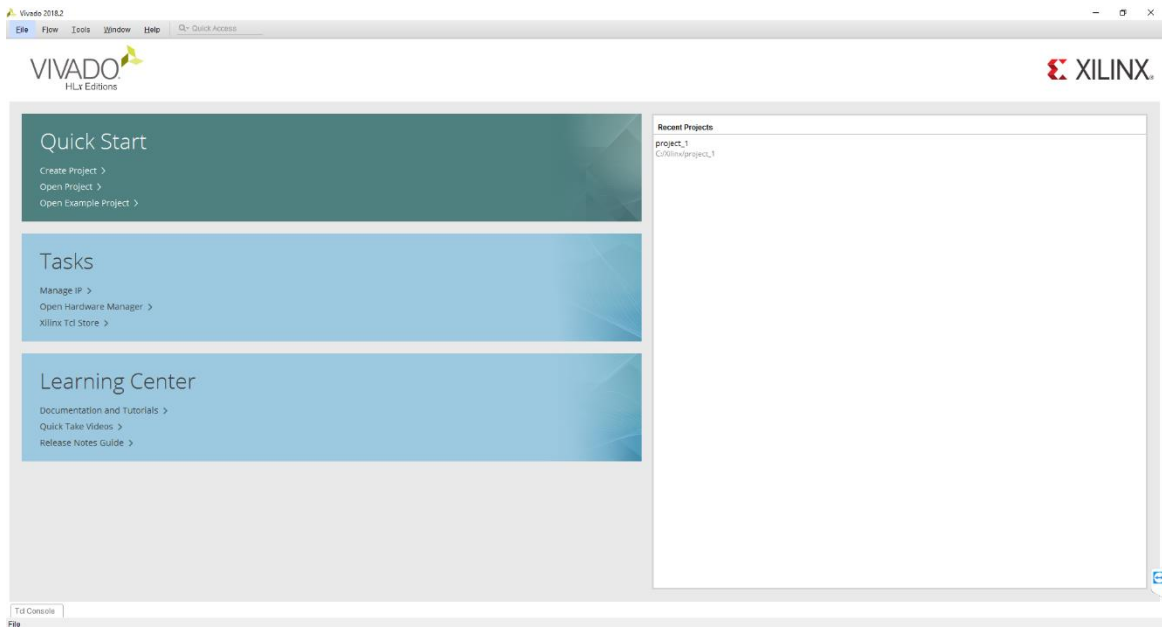 Vivado 2018.2
File Flow Tools Window Help Quick Access
VIVADO
HLx Editions
XILINX
Quick Start
Create Project >
Open Project >
Open Example Project >
Tasks
Manage IP >
Open Hardware Manager >
Xilinx Tcl Store >
Learning Center
Documentation and Tutorials >
Quick Take Videos >
Release Notes Guide >
Recent Projects
project_1
C:/Xilinx/project_1
Tcl Console
File